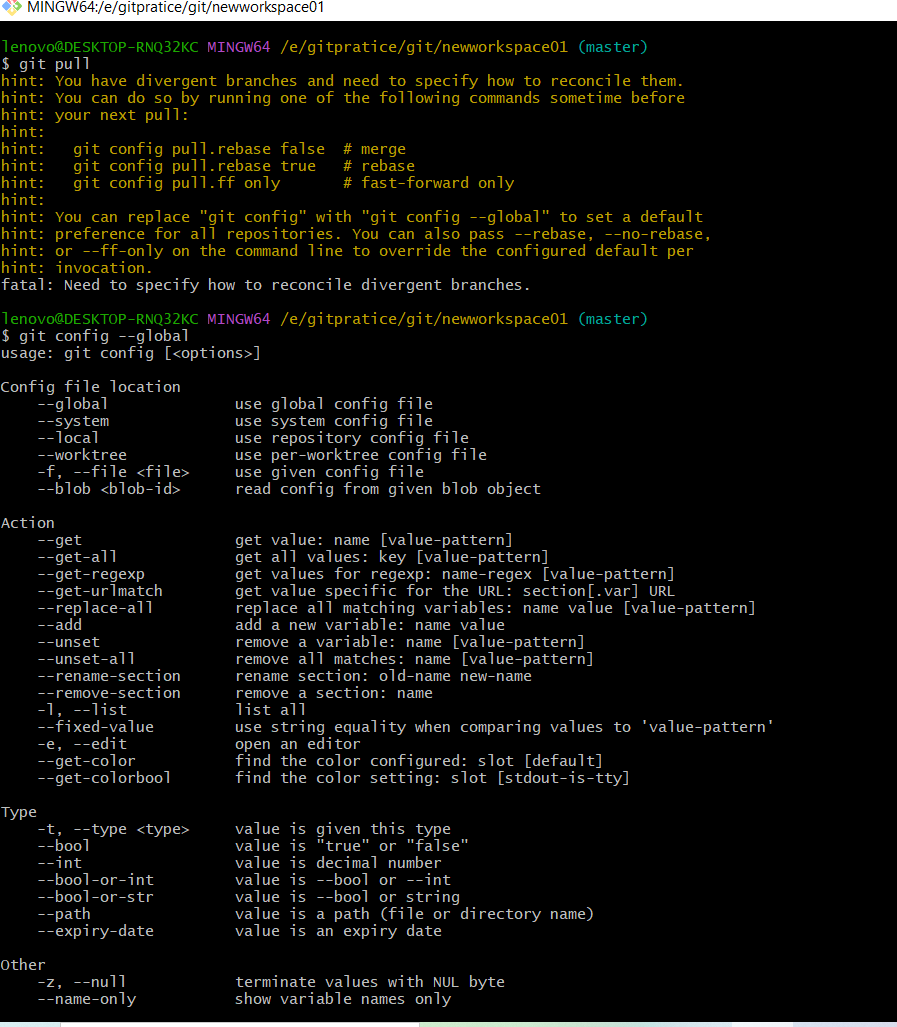 MINGW64:/e/gitpratice/git/newworkspace01
lenovo@DESKTOP-RNQ32KC MINGW64 /e/gitpratice/git/newworkspace01 (master)
$ git pull
hint: You have divergent branches and need to specify how to reconcile them.
hint: You can do so by running one of the following commands sometime before
hint: your next pull:
hint:
hint:   git config pull.rebase false  # merge
hint:   git config pull.rebase true   # rebase
hint:   git config pull.ff only       # fast-forward only
hint:
hint: You can replace "git config" with "git config --global" to set a default
hint: preference for all repositories. You can also pass --rebase, --no-rebase,
hint: or --ff-only on the command line to override the configured default per
hint: invocation.
fatal: Need to specify how to reconcile divergent branches.
lenovo@DESKTOP-RNQ32KC MINGW64 /e/gitpratice/git/newworkspace01 (master)
$ git config --global
usage: git config [<options>]
Config file location
    --global              use global config file
    --system              use system config file
    --local               use repository config file
    --worktree            use per-worktree config file
    -f, --file <file>     use given config file
    --blob <blob-id>      read config from given blob object
Action
    --get                 get value: name [value-pattern]
    --get-all             get all values: key [value-pattern]
    --get-regexp          get values for regexp: name-regex [value-pattern]
    --get-urlmatch        get value specific for the URL: section[.var] URL
    --replace-all         replace all matching variables: name value [value-pattern]
    --add                 add a new variable: name value
    --unset               remove a variable: name [value-pattern]
    --unset-all           remove all matches: name [value-pattern]
    --rename-section      rename section: old-name new-name
    --remove-section      remove a section: name
    -l, --list            list all
    --fixed-value         use string equality when comparing values to 'value-pattern'
    -e, --edit            open an editor
    --get-color           find the color configured: slot [default]
    --get-colorbool       find the color setting: slot [stdout-is-tty]
Type
    -t, --type <type>     value is given this type
    --bool                value is "true" or "false"
    --int                 value is decimal number
    --bool-or-int         value is --bool or --int
    --bool-or-str         value is --bool or string
    --path                value is a path (file or directory name)
    --expiry-date         value is an expiry date
Other
    -z, --null            terminate values with NUL byte
    --name-only           show variable names only